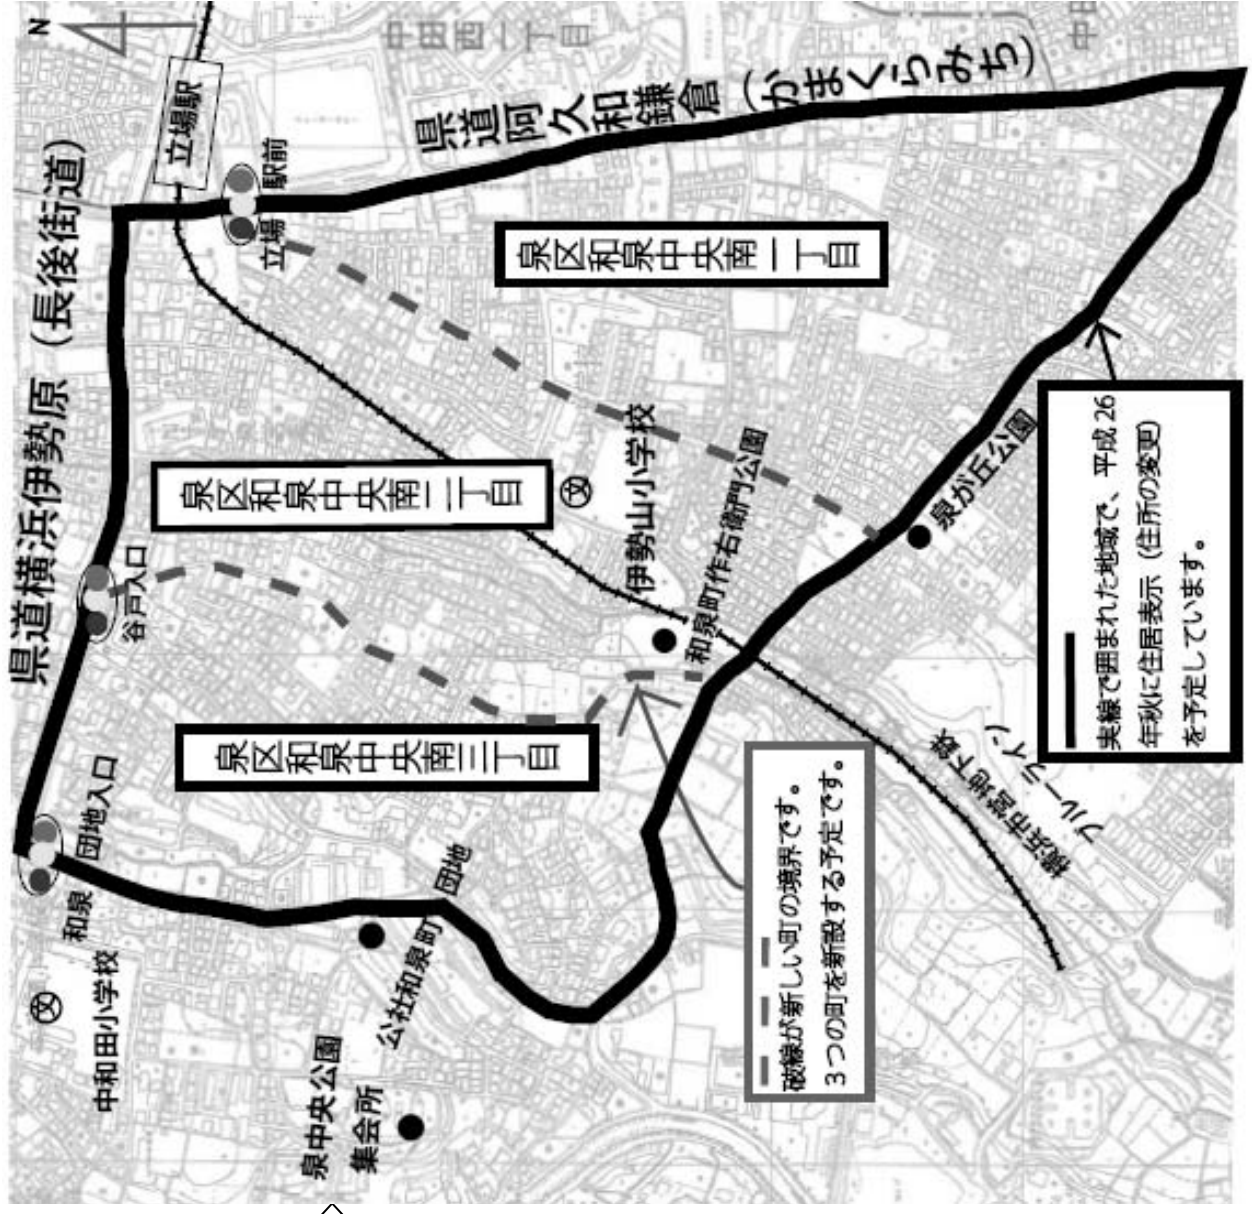 N
中田西一丁目
県道阿久和鎌倉（かまくらみち）
立場駅
立場
駅前
県道横浜伊勢原（長後街道）
泉区和泉中央南一丁目
泉区和泉中央南二丁目
文
伊勢山小学校
和泉町作右衛門公園
泉が丘公園
谷戸入口
泉区和泉中央南三丁目
和泉
団地入口
文
中和田小学校
公社和泉町
団地
泉中央公園
集会所
横浜市営地下鉄
ブルーライン
実線で囲まれた地域で、平成26
年秋に住居表示（住所の変更）
を予定しています。
破線が新しい町の境界です。
3つの町を新設する予定です。